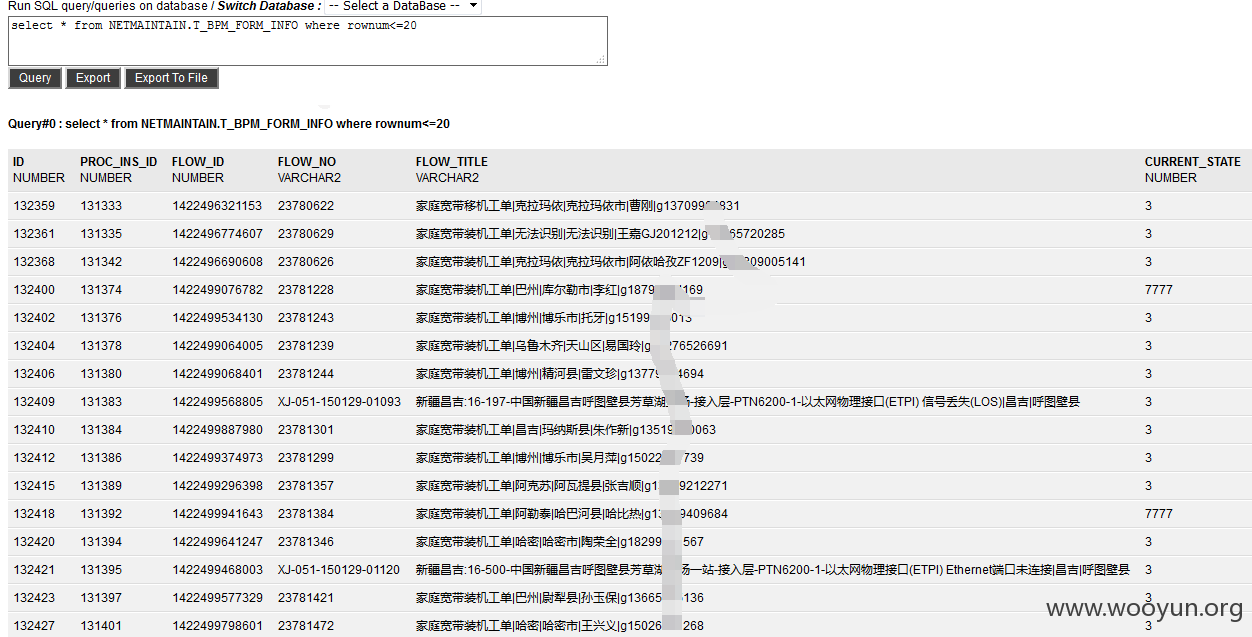 Run SQL query/queries on database / Switch Database : -- Select a DataBase --
select * from NETMAINTAIN.T_BPM_FORM_INFO where rownum<=20
Query Export Export To File
Query#0 : select * from NETMAINTAIN.T_BPM_FORM_INFO where rownum<=20
ID PROC_INS_ID FLOW_ID FLOW_NO FLOW_TITLE CURRENT_STATE
NUMBER NUMBER NUMBER VARCHAR2 VARCHAR2 NUMBER
132359 131333 1422496321153 23780622 家庭宽带移机工单|克拉玛依|克拉玛依市|曹刚|g13709 831 3
132361 131335 1422496774607 23780629 家庭宽带装机工单|无法识别|无法识别|王嘉GJ201212|g 65720285 3
132368 131342 1422496690608 23780626 家庭宽带装机工单|克拉玛依|克拉玛依市|阿依哈孜ZF1209| 209005141 3
132400 131374 1422499076782 23781228 家庭宽带装机工单|巴州|库尔勒市|李红|g1879 169 7777
132402 131376 1422499534130 23781243 家庭宽带装机工单|博州|博乐市|托牙|g15199 013 3
132404 131378 1422499064005 23781239 家庭宽带装机工单|乌鲁木齐|天山区|易国玲|g 276526691 3
132406 131380 1422499068401 23781244 家庭宽带装机工单|博州|精河县|雷文珍|g1377 4694 3
132409 131383 1422499568805 XJ-051-150129-01093 新疆昌吉:16-197-中国新疆昌吉呼图壁县芳草湖 场-接入层-PTN6200-1-以太网物理接口(ETPI) 信号丢失(LOS)|昌吉|呼图壁县 3
132410 131384 1422499887980 23781301 家庭宽带装机工单|昌吉|玛纳斯县|朱作新|g13519 0063 3
132412 131386 1422499374973 23781299 家庭宽带装机工单|博州|博乐市|吴月萍|g15022 739 3
132415 131389 1422499296398 23781357 家庭宽带装机工单|阿克苏|阿瓦提县|张吉顺|g1 9212271 3
132418 131392 1422499941643 23781384 家庭宽带装机工单|阿勒泰|哈巴河县|哈比热|g13 9409684 7777
132420 131394 1422499641247 23781346 家庭宽带装机工单|哈密|哈密市|陶荣全|g18299 567 3
132421 131395 1422499468003 XJ-051-150129-01120 新疆昌吉:16-500-中国新疆昌吉呼图壁县芳草湖 场一站-接入层-PTN6200-1-以太网物理接口(ETPI) Ethernet端口未连接|昌吉|呼图壁县 3
132423 131397 1422499577329 23781421 家庭宽带装机工单|巴州|尉犁县|孙玉保|g13665 136 3
132427 131401 1422499798601 23781472 家庭宽带装机工单|哈密|哈密市|王兴义|g15026 268 3
www.wooyun.org